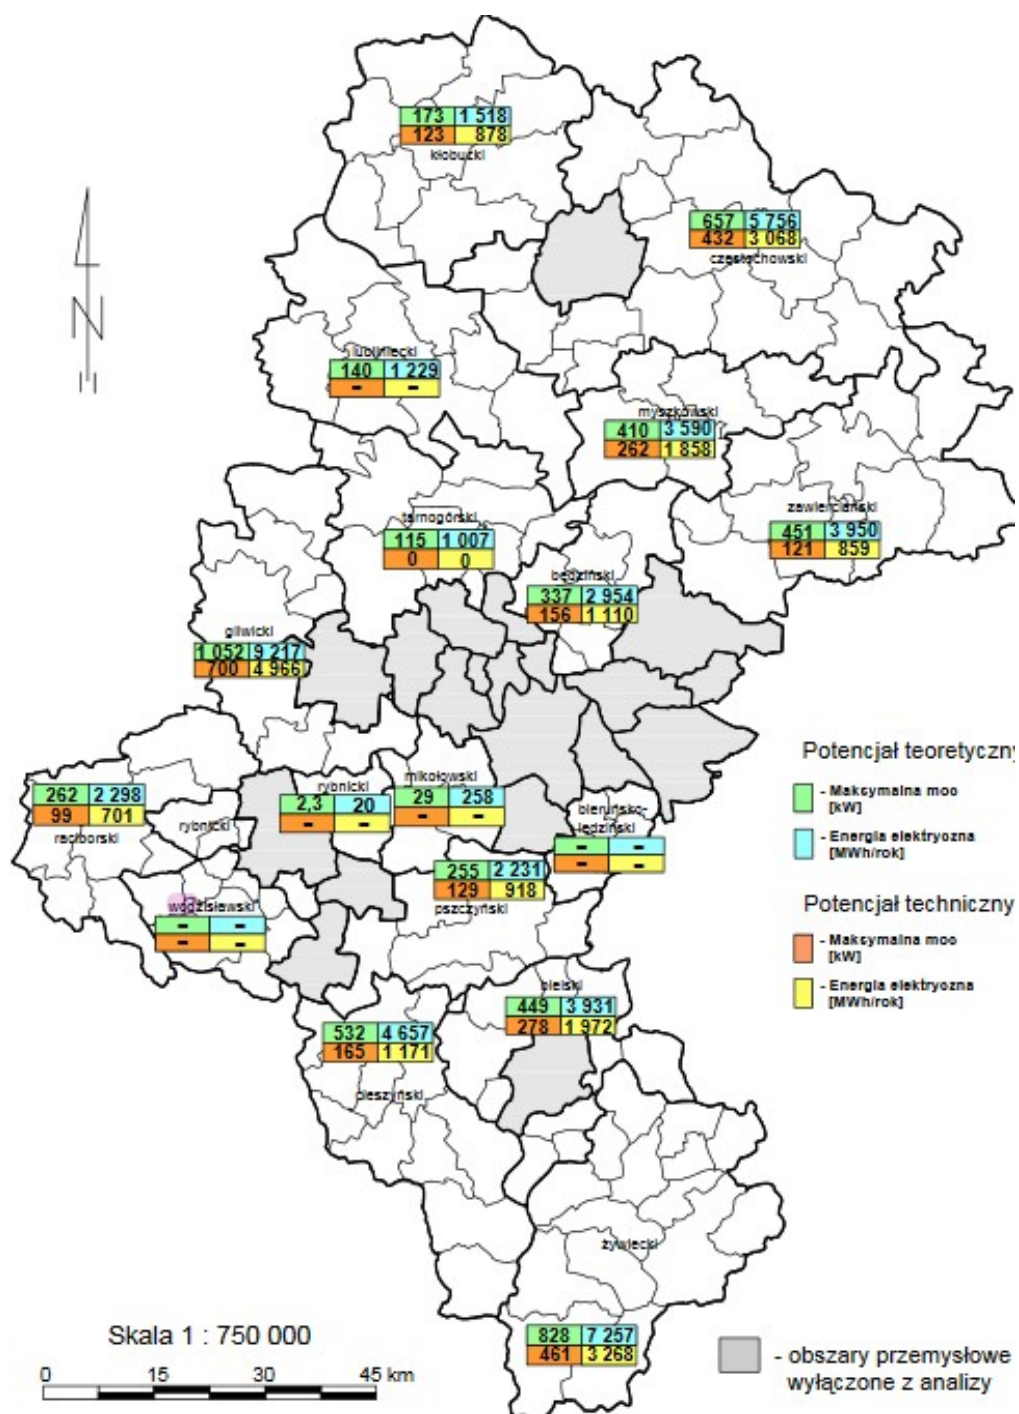 173 1 518
123 878
kłobucki
657 5 756
432 3 068
częstochowski
lubliniecki
140 1 229
- -
myszkowski
410 3 590
262 1 858
zawierciański
451 3 950
121 859
tarnogórski
115 1 007
0 0
będziński
337 2 954
156 1 110
gliwicki
1 052 9 217
700 4 966
Potencjał teoretyczny
- Maksymalna moo
[kW]
- Energia elektryozna
[MWh/rok]
Potencjał techniczny
- Maksymalna moo
[kW]
- Energia elektryozna
[MWh/rok]
262 2 298
99 701
raciborski
rybnicki
rybnicki
2,3 20
- -
mikołowski
29 258
- -
bieruńsko-
lędziński
- -
- -
255 2 231
129 918
pszczyński
wodzisławski
- -
- -
bielski
449 3 931
278 1 972
532 4 657
165 1 171
cieszyński
żywiecki
828 7 257
461 3 268
Skala 1 : 750 000
0 15 30 45 km
- obszary przemysłowe
wyłączone z analizy
N